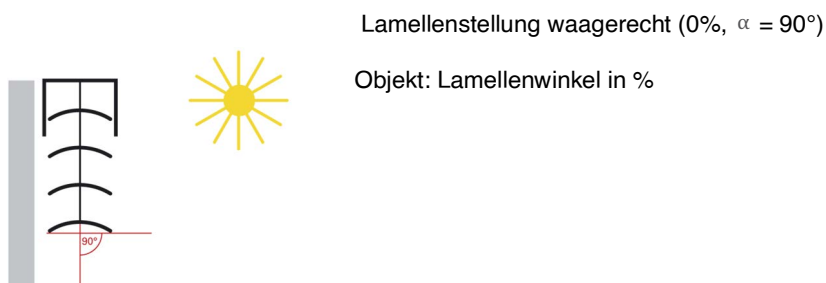 Lamellenstellung waagerecht (0%, α = 90°)
Objekt: Lamellenwinkel in %
90°